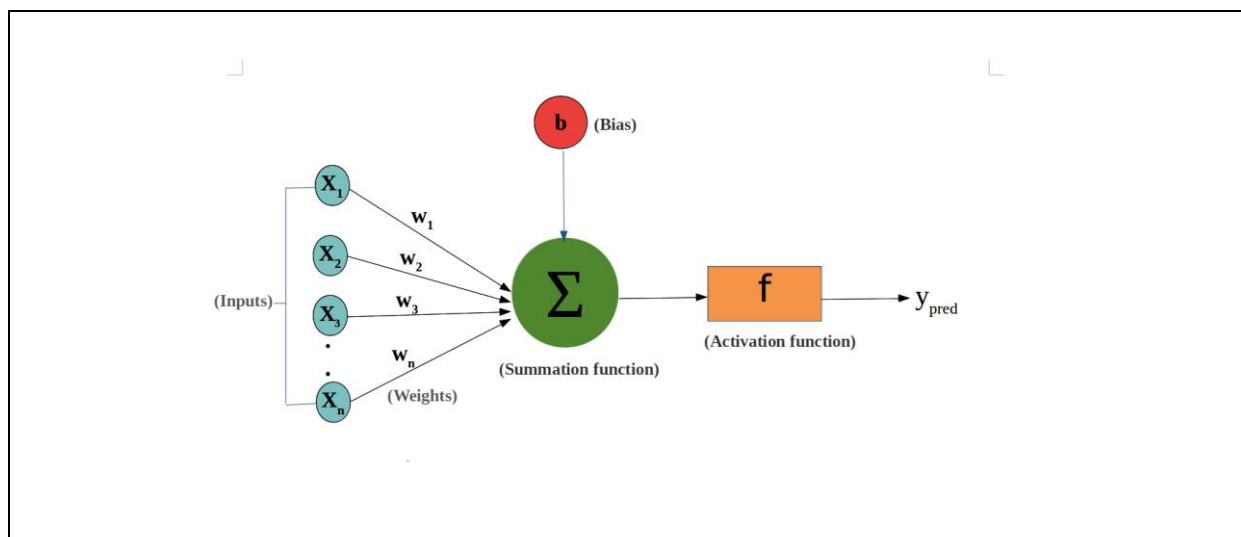 b (Bias)
X1
w1
X2
w2
(Inputs)
X3
w3
Σ
f
ypred
(Activation function)
(Summation function)
wn
(Weights)
Xn